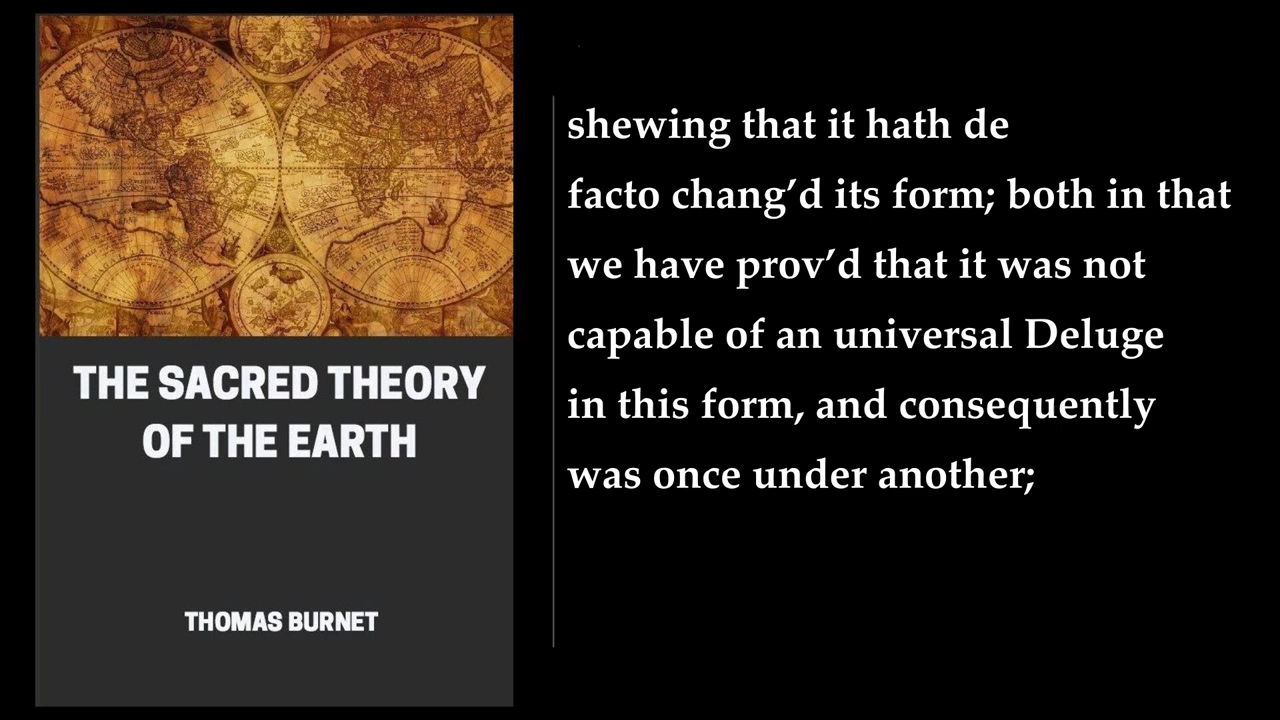 THE SACRED THEORY
OF THE EARTH
THOMAS BURNET
shewing that it hath de
facto chang’d its form; both in that
we have prov’d that it was not
capable of an universal Deluge
in this form, and consequently
was once under another;